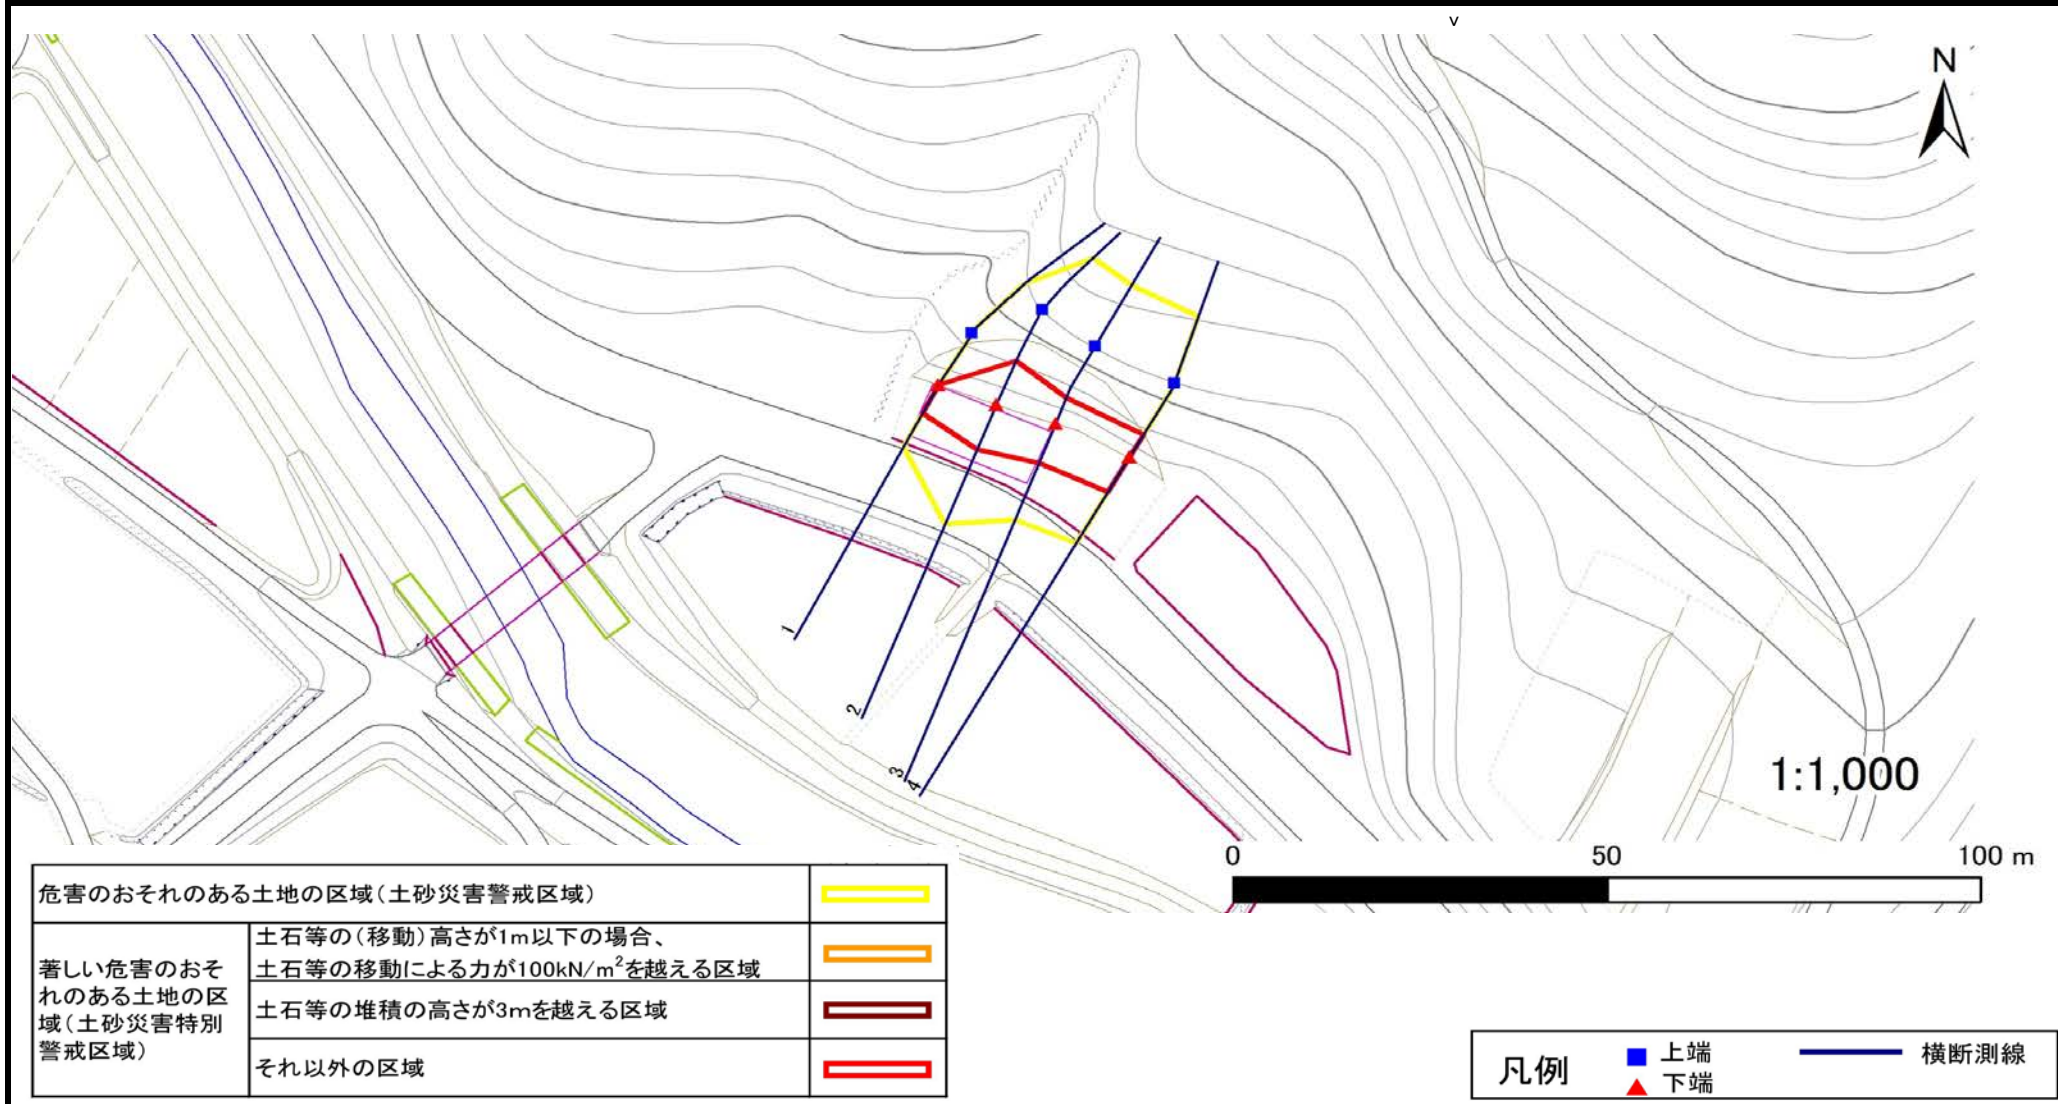 v
N
1
2
3
4
1:1,000
0 50 100 m
危害のおそれのある土地の区域(土砂災害警戒区域)
著しい危害のおそ
れのある土地の区
域(土砂災害特別
警戒区域)
土石等の(移動)高さが1m以下の場合、
土石等の移動による力が100kN/m²を越える区域
土石等の堆積の高さが3mを越える区域
それ以外の区域
凡例
上端
下端
横断測線